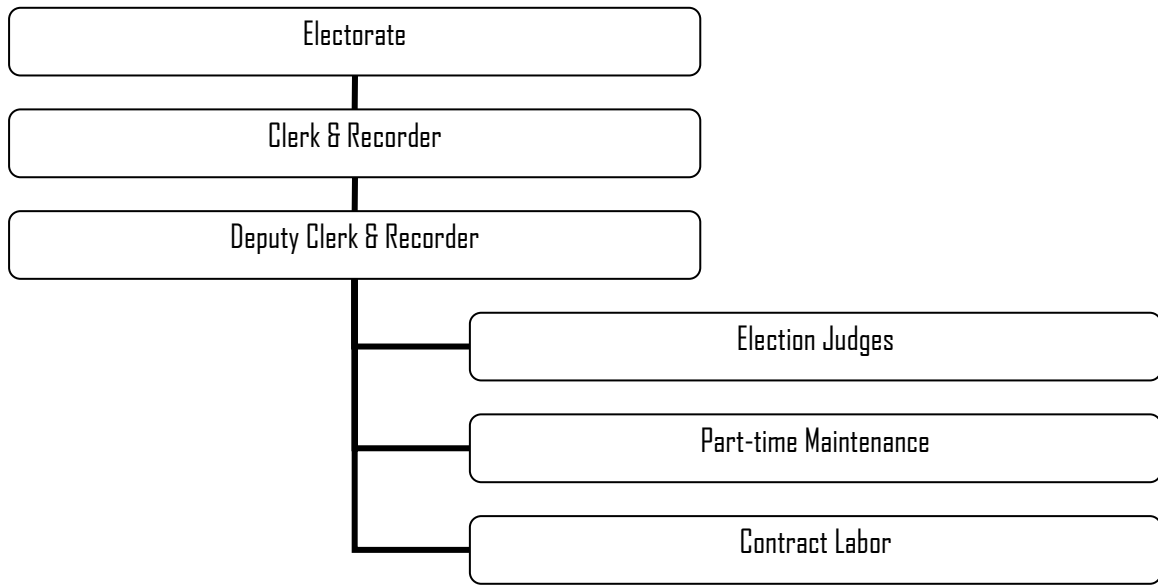 Electorate
Clerk & Recorder
Deputy Clerk & Recorder
Election Judges
Part-time Maintenance
Contract Labor